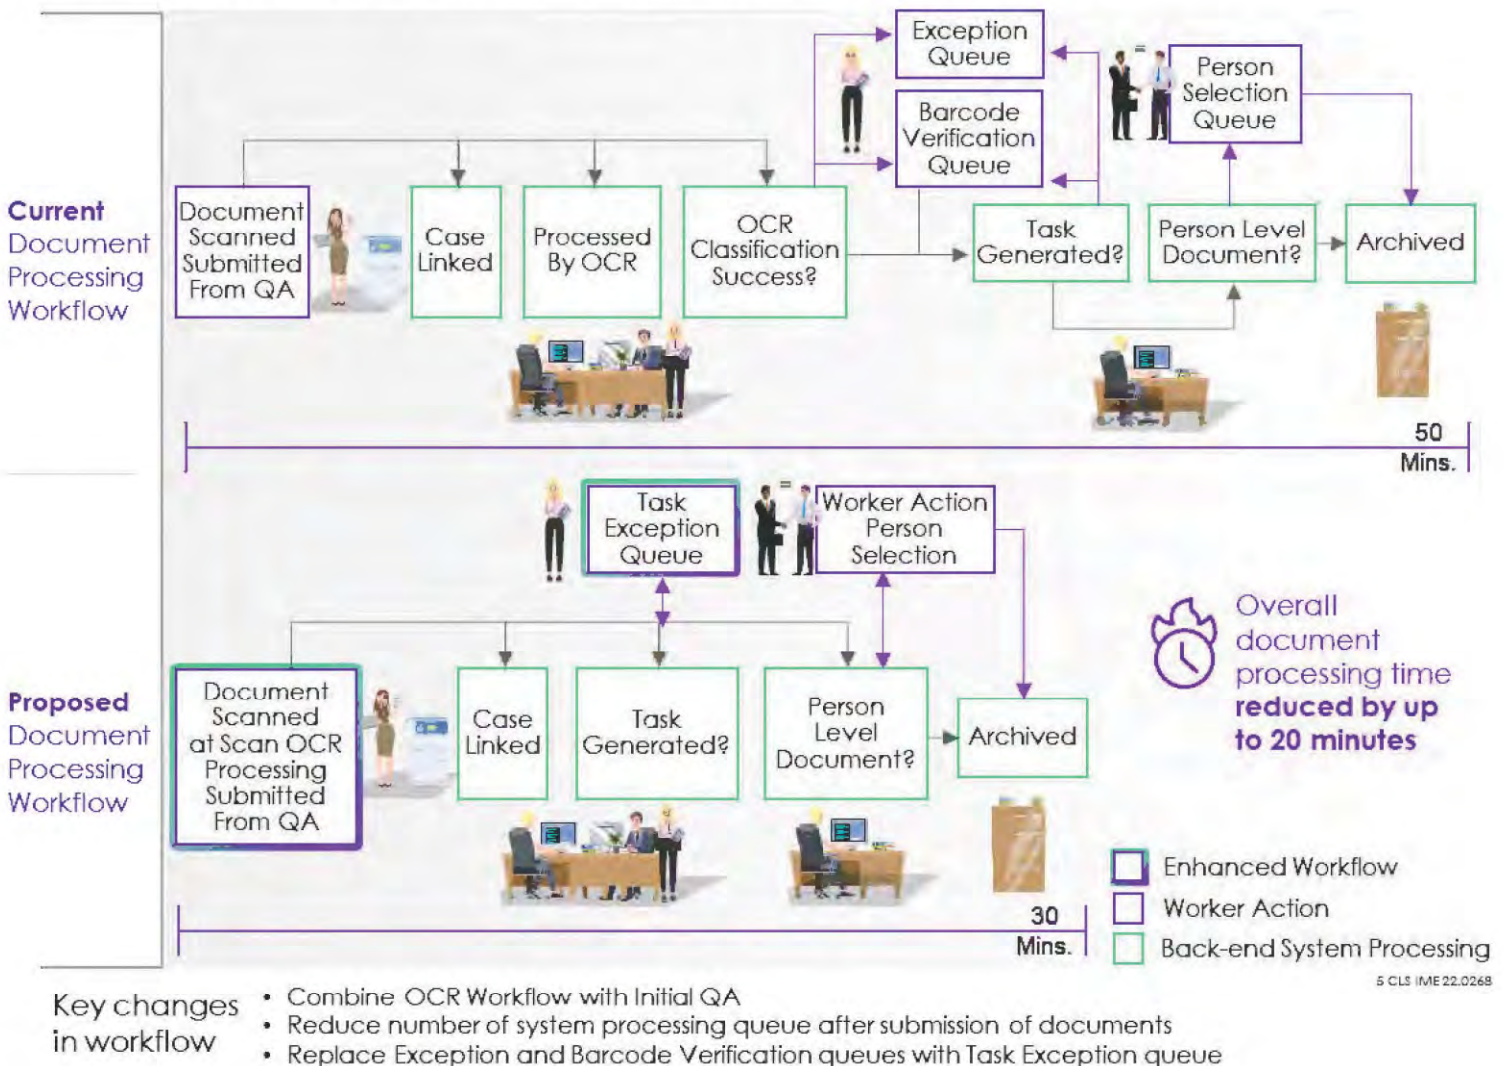 Current
Document
Processing
Workflow
Document
Scanned
Submitted
From QA
Case
Linked
Processed
By OCR
OCR
Classification
Success?
Exception
Queue
Barcode
Verification
Queue
Task
Generated?
Person
Selection
Queue
Person Level
Document?
Archived
50
Mins.
Proposed
Document
Processing
Workflow
Document
Scanned
at Scan OCR
Processing
Submitted
From QA
Case
Linked
Task
Exception
Queue
Task
Generated?
Worker Action
Person
Selection
Person
Level
Document?
Archived
30
Mins.
Overall
document
processing time
reduced by up
to 20 minutes
Enhanced Workflow
Worker Action
Back-end System Processing
5 CLS IME 22.0268
Key changes
in workflow
• Combine OCR Workflow with Initial QA
• Reduce number of system processing queue after submission of documents
• Replace Exception and Barcode Verification queues with Task Exception queue